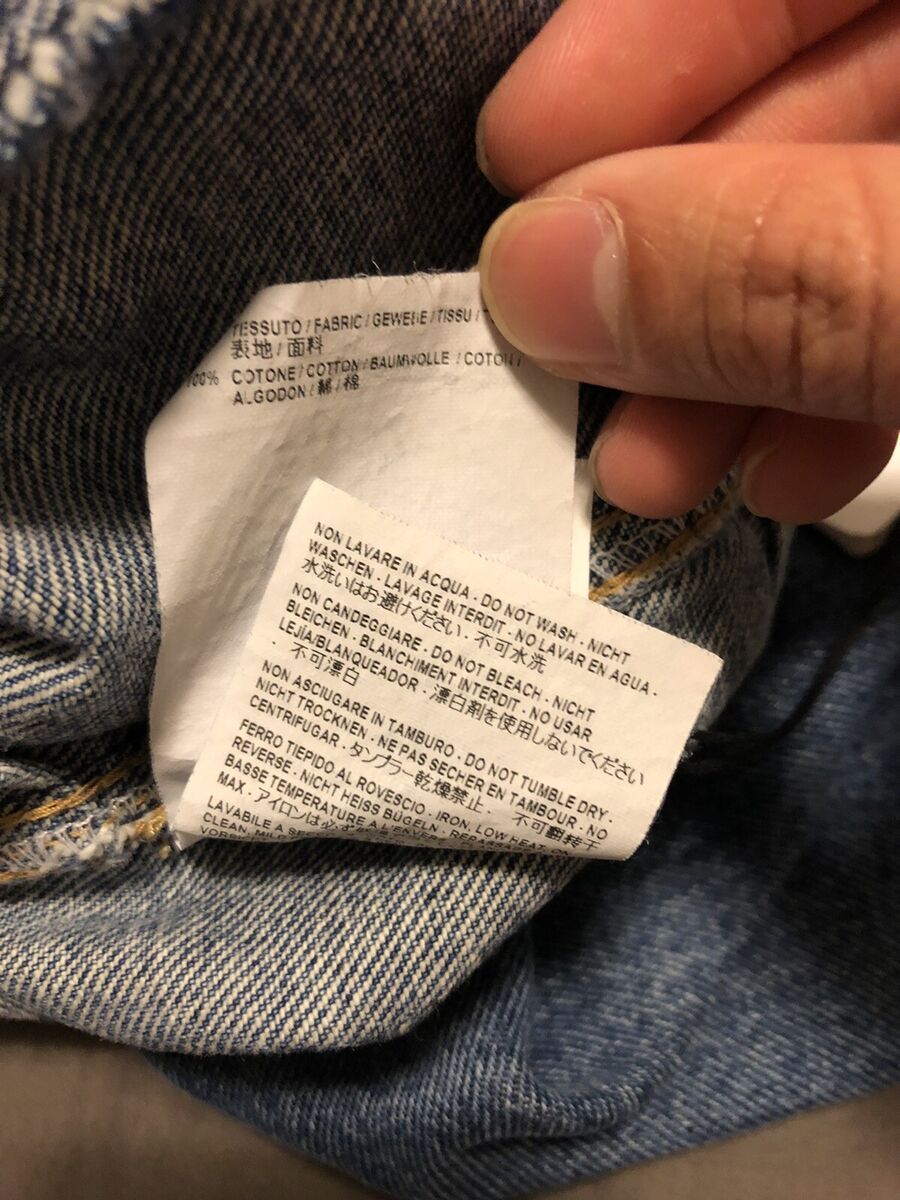 TESSUTO / FABRIC / GEWEBE / TISSU /
表地 / 面料
100% COTONE / COTTON / BAUMWOLLE / COTON /
ALGODON / 綿 / 棉
NON LAVARE IN ACQUA · DO NOT WASH · NICHT
WASCHEN · LAVAGE INTERDIT · NO LAVAR EN AGUA ·
水洗いはお避けください · 不可水洗
NON CANDEGGIARE · DO NOT BLEACH · NICHT
BLEICHEN · BLANCHIMENT INTERDIT · NO USAR
LEJÍA/BLANQUEADOR · 漂白剤を使用しないでください
· 不可漂白
NON ASCIUGARE IN TAMBURO · DO NOT TUMBLE DRY ·
NICHT TROCKNEN · NE PAS SECHER EN TAMBOUR · NO
CENTRIFUGAR · タンブラー乾燥禁止 · 不可翻转干
FERRO TIEPIDO AL ROVESCIO · IRON, LOW HEAT, ON
REVERSE · NICHT HEISS BÜGELN · REPASSAGE
BASSE TEMPERATURE A L'ENVERS
MAX · アイロンは必ず
LAVABILE A
CLEAN,